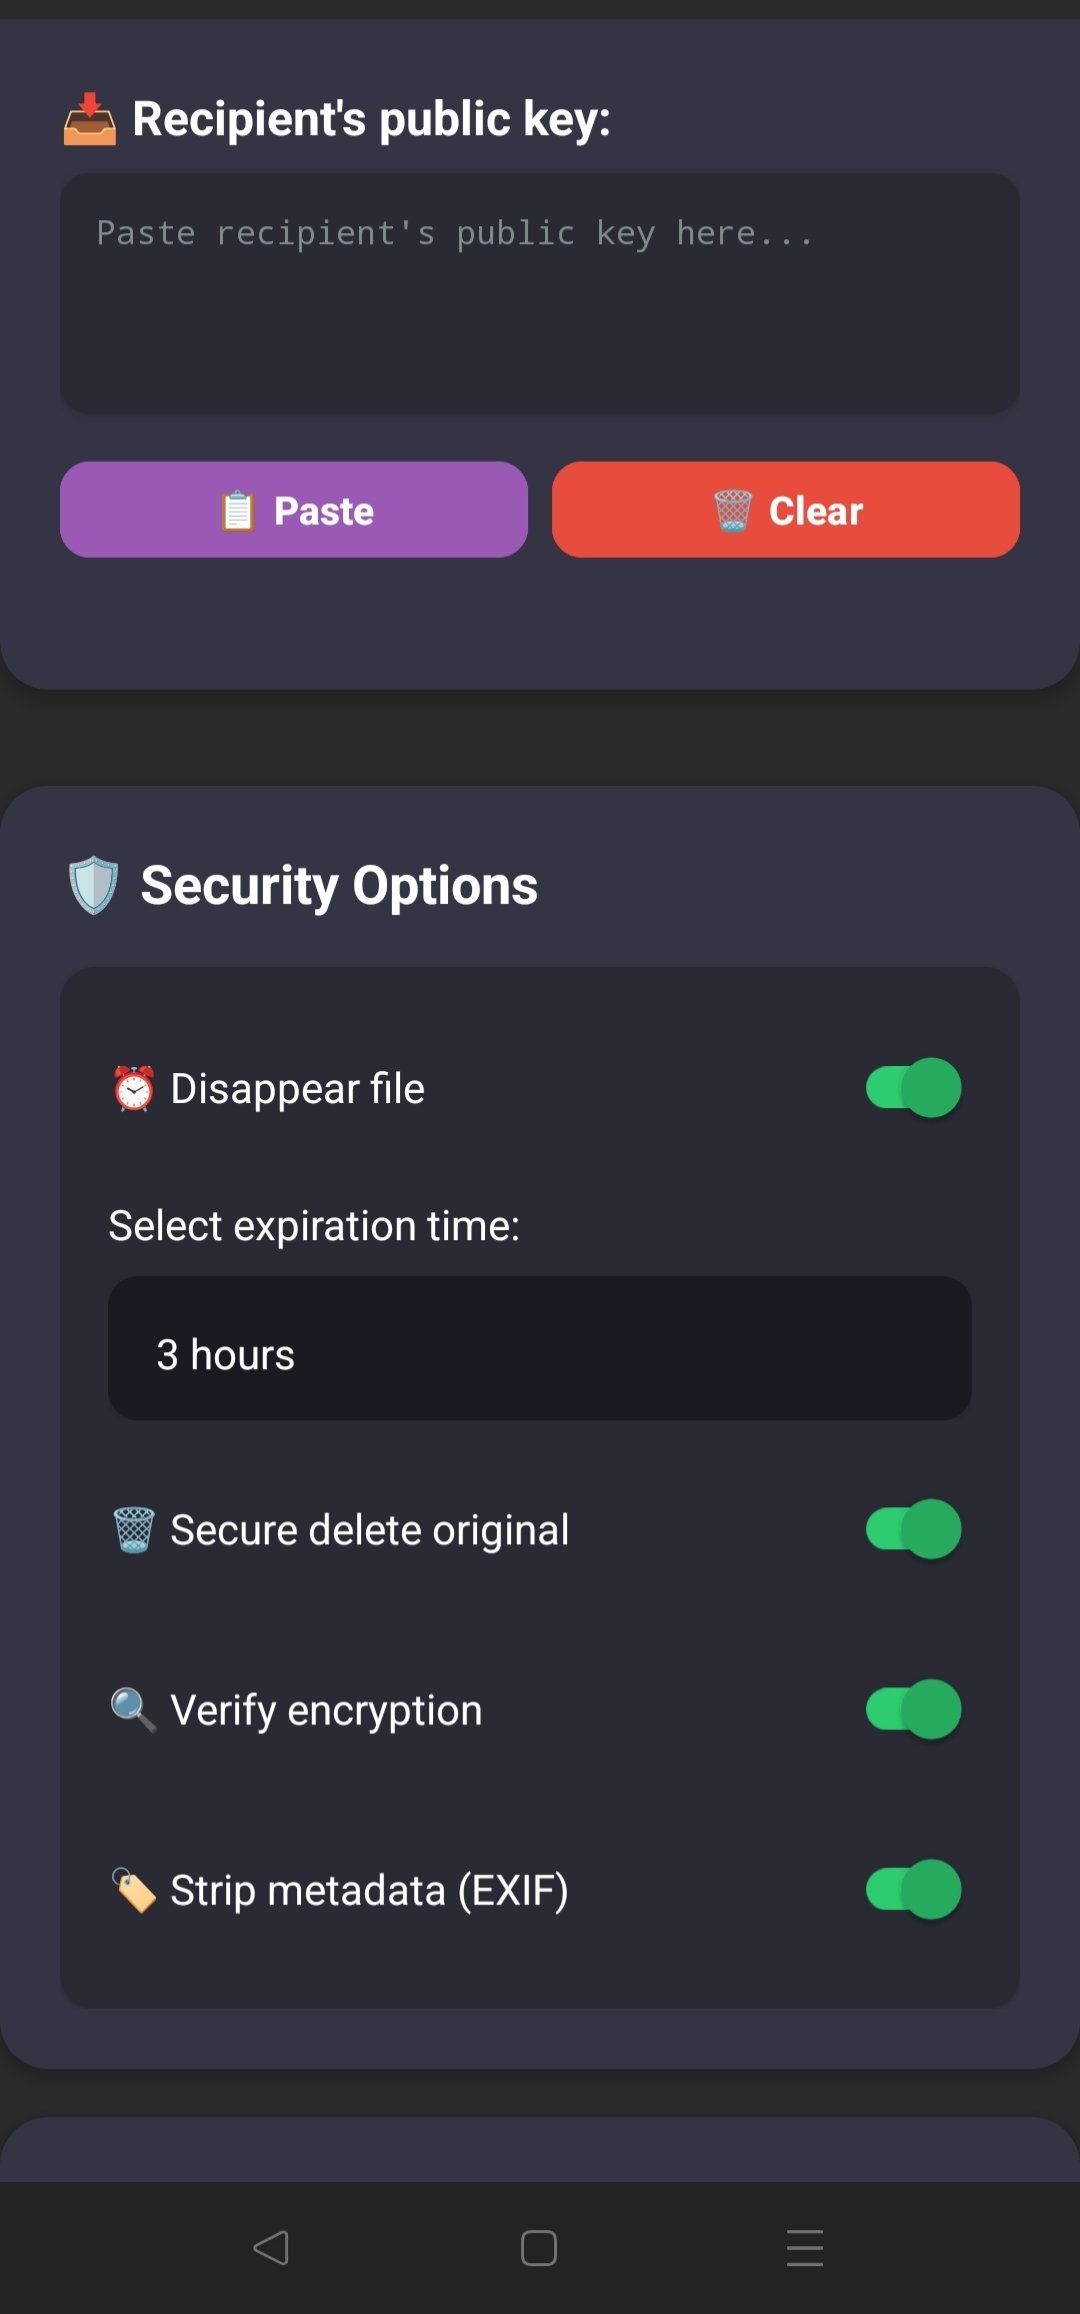 Recipient's public key:
Paste recipient's public key here...
Paste
Clear
Security Options
Disappear file
Select expiration time:
3 hours
Secure delete original
Verify encryption
Strip metadata (EXIF)